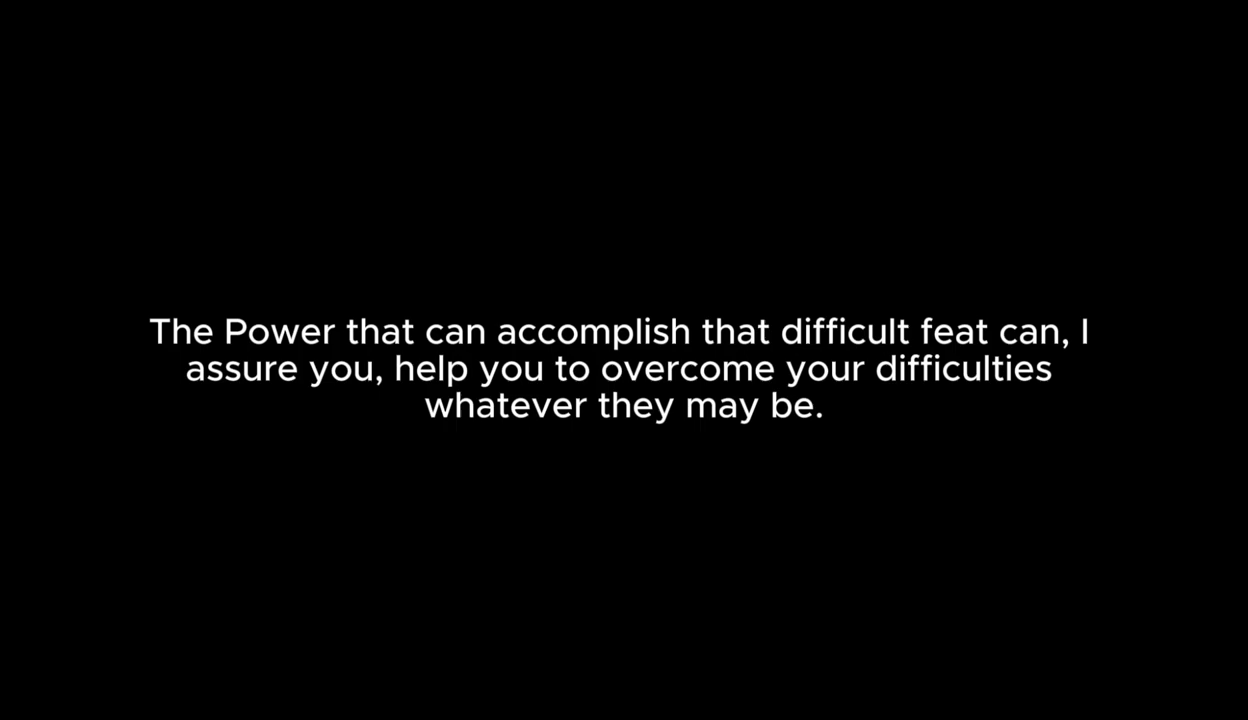 The Power that can accomplish that difficult feat can, I
assure you, help you to overcome your difficulties
whatever they may be.